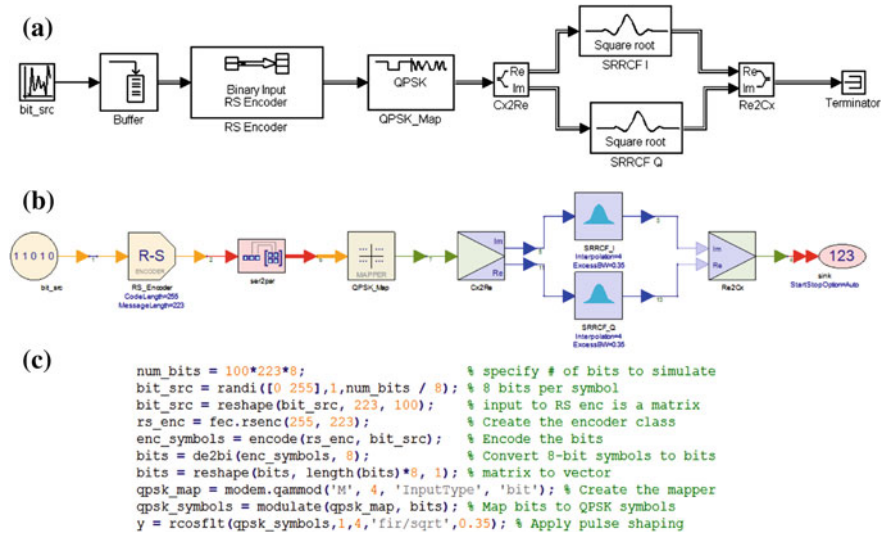 (a)
bit_src
Buffer
Binary Input
RS Encoder
RS Encoder
QPSK
QPSK_Map
Re
Im
Cx2Re
Square root
SRRCF I
Square root
SRRCF Q
Re
Im
Re2Cx
Terminator
(b)
11010
bit_src
R-S
ENCODER
RS_Encoder
CodeLength=255
MessageLength=223
ser2par
MAPPER
QPSK_Map
Im
Re
Cx2Re
SRRCF_I
Interpolation=4
ExcessBW=0.35
SRRCF_Q
Interpolation=4
ExcessBW=0.35
Im
Re
Re2Cx
123
sink
StartStopOption=Auto
(c)
num_bits = 100*223*8; % specify # of bits to simulate
bit_src = randi([0 255],1,num_bits / 8); % 8 bits per symbol
bit_src = reshape(bit_src, 223, 100); % input to RS enc is a matrix
rs_enc = fec.rsenc(255, 223); % Create the encoder class
enc_symbols = encode(rs_enc, bit_src); % Encode the bits
bits = de2bi(enc_symbols, 8); % Convert 8-bit symbols to bits
bits = reshape(bits, length(bits)*8, 1); % matrix to vector
qpsk_map = modem.qammod('M', 4, 'InputType', 'bit'); % Create the mapper
qpsk_symbols = modulate(qpsk_map, bits); % Map bits to QPSK symbols
y = rcosflt(qpsk_symbols,1,4,'fir/sqrt',0.35); % Apply pulse shaping